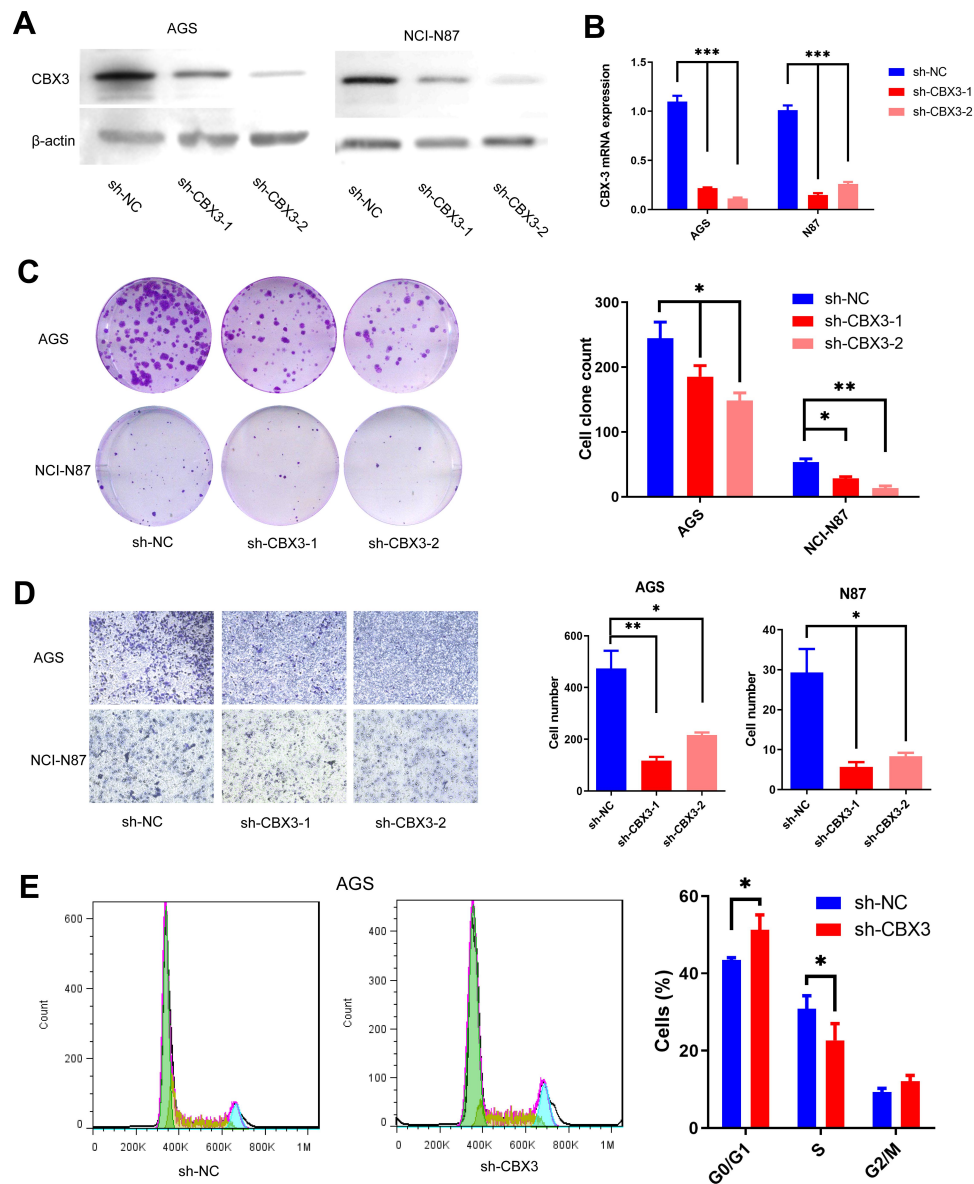 A
AGS
NCI-N87
CBX3
β-actin
sh-NC
sh-CBX3-1
sh-CBX3-2
sh-NC
sh-CBX3-1
sh-CBX3-2
B
CBX-3 mRNA expression
1.5
1.0
0.5
0.0
***
***
AGS
N87
sh-NC
sh-CBX3-1
sh-CBX3-2
C
AGS
NCI-N87
sh-NC
sh-CBX3-1
sh-CBX3-2
Cell clone count
300
200
100
0
*
*
**
AGS
NCI-N87
sh-NC
sh-CBX3-1
sh-CBX3-2
D
AGS
NCI-N87
sh-NC
sh-CBX3-1
sh-CBX3-2
AGS
Cell number
600
400
200
0
*
**
sh-NC
sh-CBX3-1
sh-CBX3-2
N87
Cell number
40
30
20
10
0
*
sh-NC
sh-CBX3-1
sh-CBX3-2
E
AGS
Count
600
400
200
0
0
200K
400K
600K
800K
1M
sh-NC
Count
400
300
200
100
0
0
200K
400K
600K
800K
1M
sh-CBX3
Cells (%)
60
40
20
0
*
*
G0/G1
S
G2/M
sh-NC
sh-CBX3